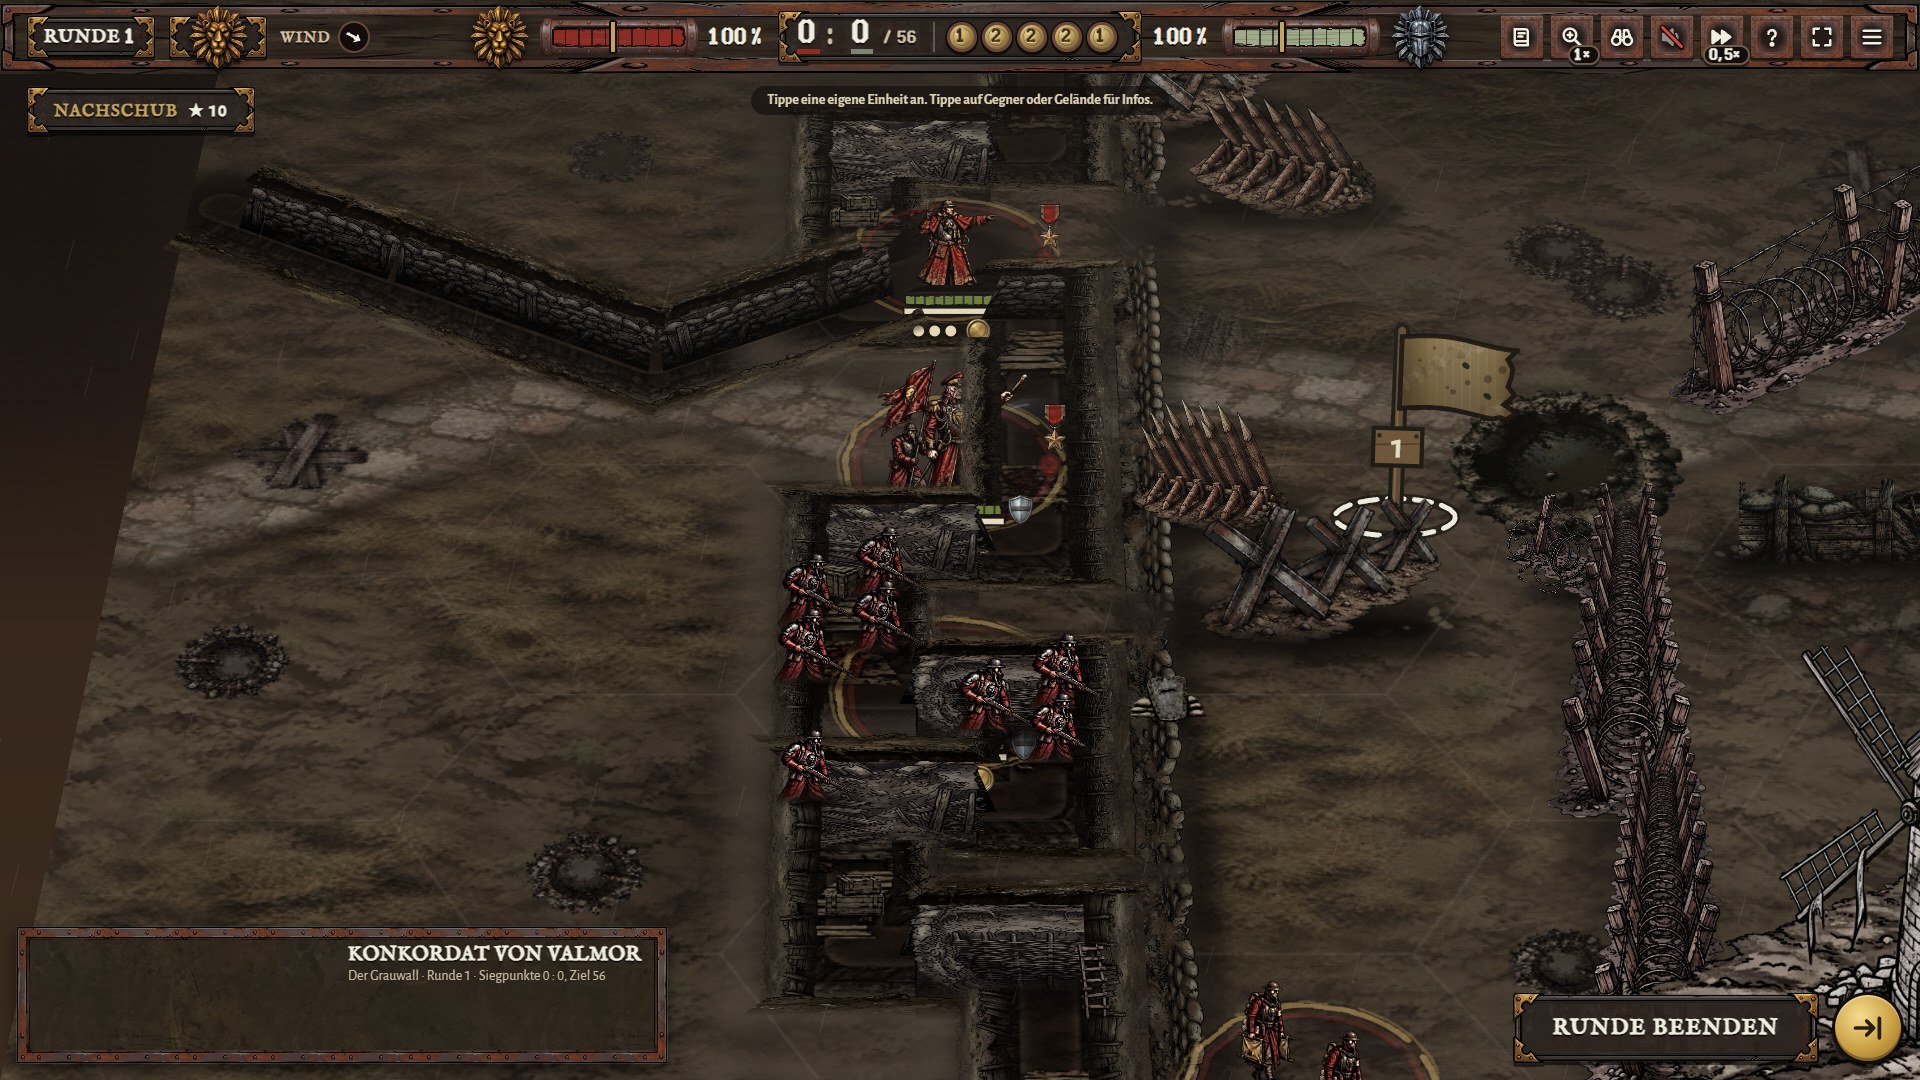 RUNDE 1
WIND
100%
0 : 0 / 56
1 2 2 2 1
100%
1×
0,5×
?
NACHSCHUB ★ 10
Tippe eine eigene Einheit an. Tippe auf Gegner oder Gelände für Infos.
1
KONKORDAT VON VALMOR
Der Grauwall · Runde 1 · Siegpunkte 0 : 0, Ziel 56
RUNDE BEENDEN